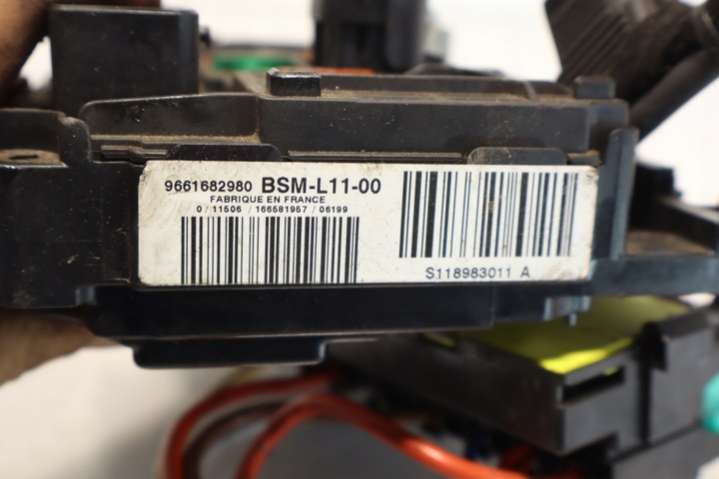 9661682980 BSM-L11-00
FABRIQUE EN FRANCE
0 / 11506 / 166581957 / 06199
S118983011 A